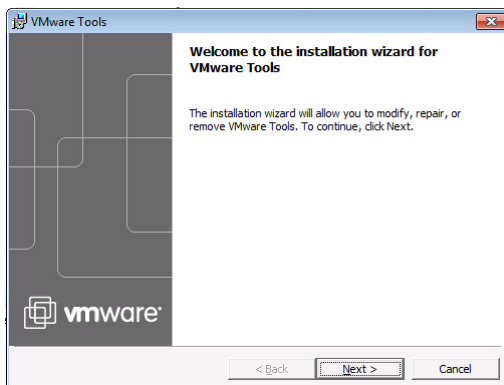 VMware Tools
Welcome to the installation wizard for
VMware Tools
The installation wizard will allow you to modify, repair, or
remove VMware Tools. To continue, click Next.
vmware
< Back
Next >
Cancel